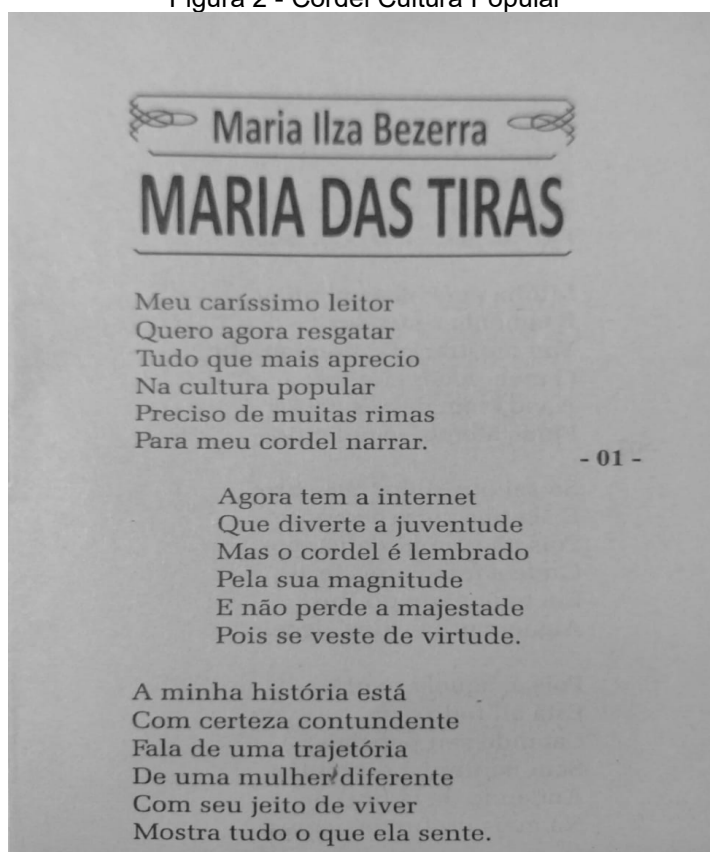 Figura 2 - Cordel Cultura Popular
Maria Ilza Bezerra
MARIA DAS TIRAS
Meu caríssimo leitor
Quero agora resgatar
Tudo que mais aprecio
Na cultura popular
Preciso de muitas rimas
Para meu cordel narrar.
- 01 -
Agora tem a internet
Que diverte a juventude
Mas o cordel é lembrado
Pela sua magnitude
E não perde a majestade
Pois se veste de virtude.
A minha história está
Com certeza contundente
Fala de uma trajetória
De uma mulher diferente
Com seu jeito de viver
Mostra tudo o que ela sente.